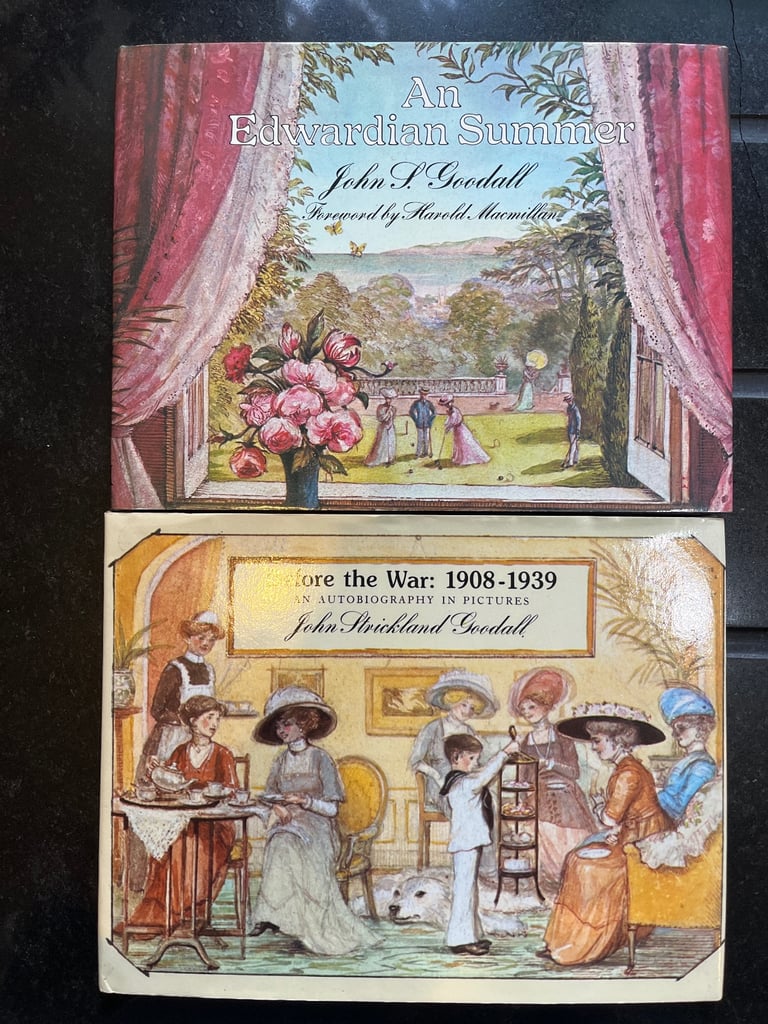 An
Edwardian Summer
John S. Goodall
Foreword by Harold Macmillan
Before the War: 1908-1939
AN AUTOBIOGRAPHY IN PICTURES
John Strickland Goodall